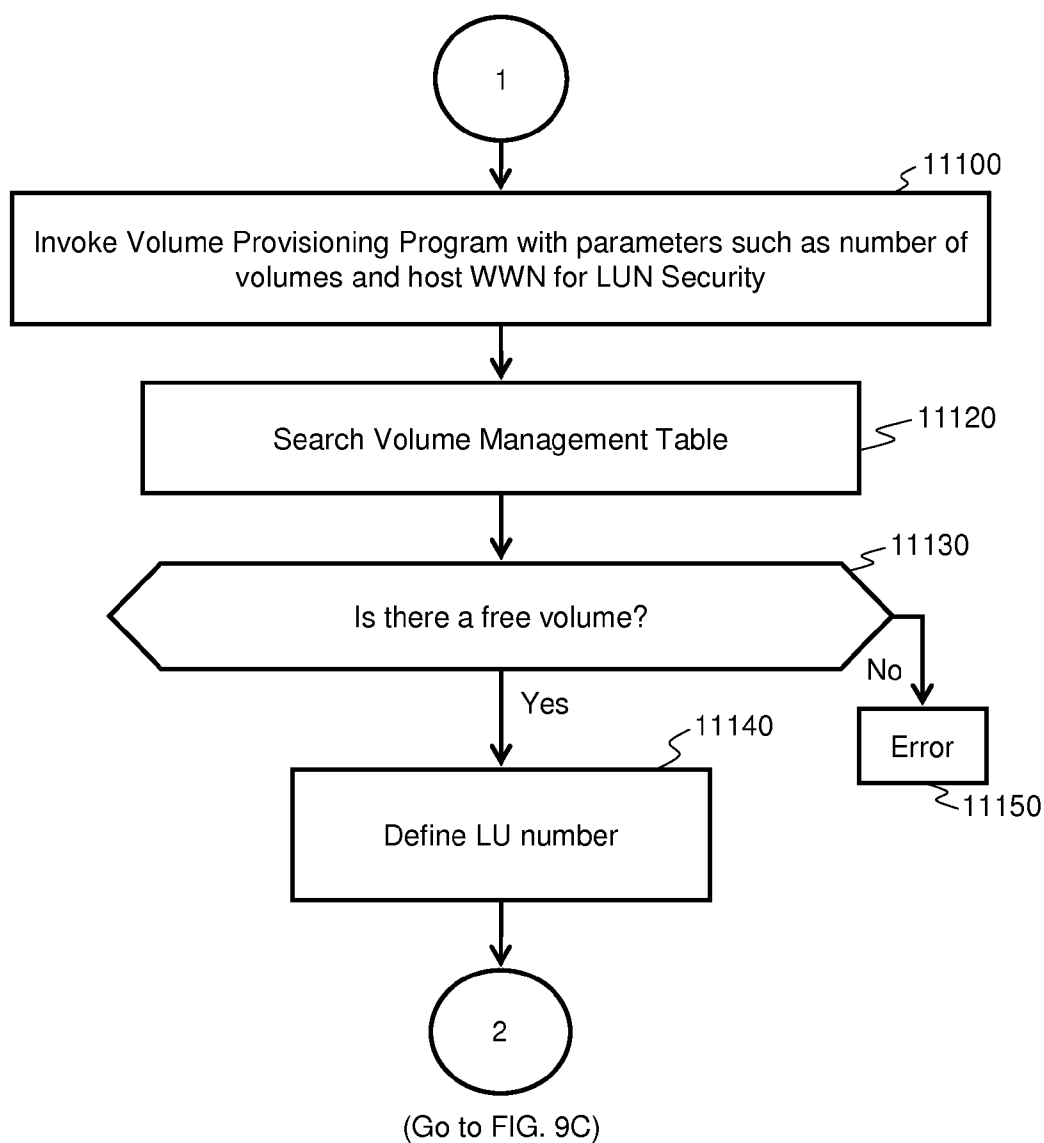 1
11100
Invoke Volume Provisioning Program with parameters such as number of
volumes and host WWN for LUN Security
Search Volume Management Table
11120
11130
Is there a free volume?
No
Yes
11140
Error
11150
Define LU number
2
(Go to FIG. 9C)